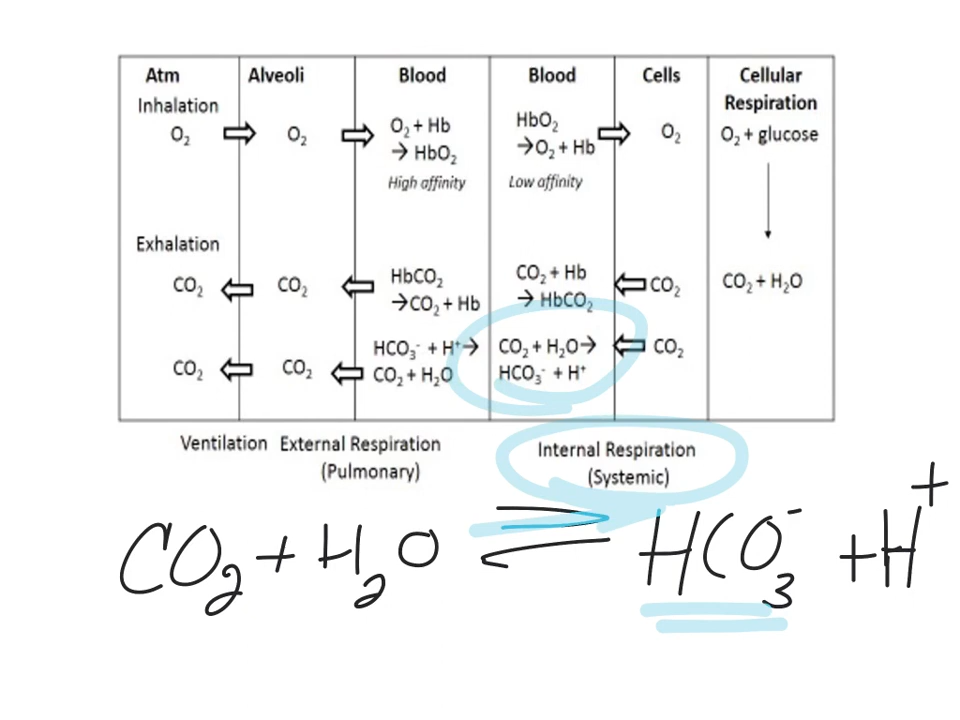 Atm Alveoli Blood Blood Cells Cellular Respiration
Inhalation
O₂ ⇨ O₂ ⇨ O₂ + Hb → HbO₂ HbO₂ →O₂ + Hb ⇨ O₂ O₂ + glucose
High affinity Low affinity
Exhalation
CO₂ ⇦ CO₂ ⇦ HbCO₂ →CO₂ + Hb CO₂ + Hb → HbCO₂ ⇦ CO₂ CO₂ + H₂O
CO₂ ⇦ CO₂ ⇦ HCO₃⁻ + H⁺→ CO₂ + H₂O CO₂ + H₂O→ HCO₃⁻ + H⁺ ⇦ CO₂
Ventilation External Respiration (Pulmonary) Internal Respiration (Systemic)
CO₂ + H₂O ⇌ HCO₃⁻ + H⁺